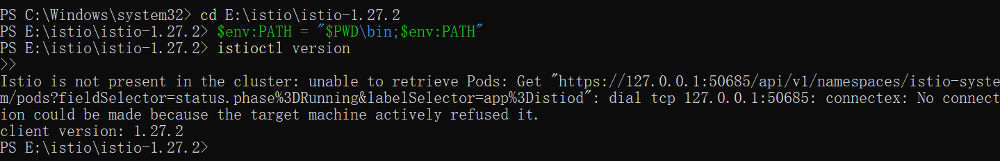 PS C:\Windows\system32> cd E:\istio\istio-1.27.2
PS E:\istio\istio-1.27.2> $env:PATH = "$PWD\bin;$env:PATH"
PS E:\istio\istio-1.27.2> istioctl version
>>
Istio is not present in the cluster: unable to retrieve Pods: Get "https://127.0.0.1:50685/api/v1/namespaces/istio-syste
m/pods?fieldSelector=status.phase%3DRunning&labelSelector=app%3Distiod": dial tcp 127.0.0.1:50685: connectex: No connect
ion could be made because the target machine actively refused it.
client version: 1.27.2
PS E:\istio\istio-1.27.2>